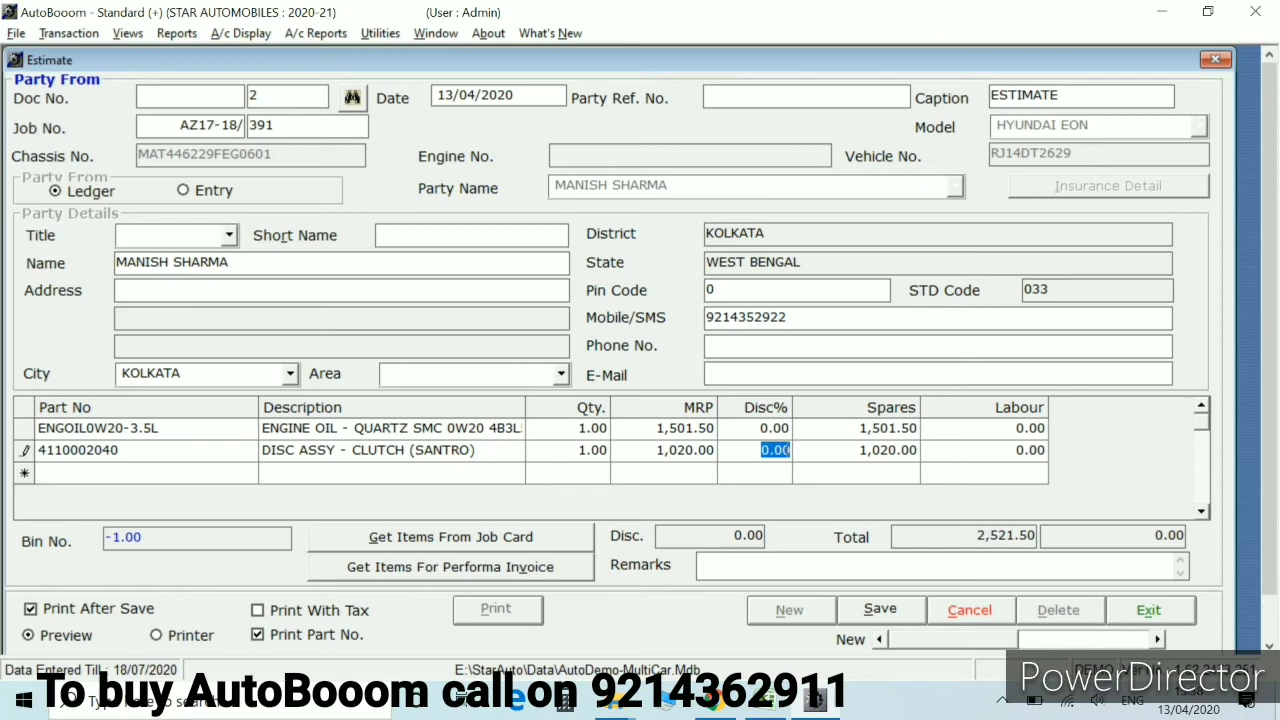 AutoBooom - Standard (+) (STAR AUTOMOBILES : 2020-21) (User : Admin)
File Transaction Views Reports A/c Display A/c Reports Utilities Window About What's New
Estimate
Party From
Doc No. 2 Date 13/04/2020 Party Ref. No. Caption ESTIMATE
Job No. AZ17-18/ 391 Model HYUNDAI EON
Chassis No. MAT446229FEG0601 Engine No. Vehicle No. RJ14DT2629
Party From
Ledger Entry Party Name MANISH SHARMA Insurance Detail
Party Details
Title Short Name District KOLKATA
Name MANISH SHARMA State WEST BENGAL
Address Pin Code 0 STD Code 033
Mobile/SMS 9214352922
Phone No.
City KOLKATA Area E-Mail
Part No Description Qty. MRP Disc% Spares Labour
ENGOIL0W20-3.5L ENGINE OIL - QUARTZ SMC 0W20 4B3L 1.00 1,501.50 0.00 1,501.50 0.00
4110002040 DISC ASSY - CLUTCH (SANTRO) 1.00 1,020.00 0.00 1,020.00 0.00
Bin No. -1.00 Get Items From Job Card Disc. 0.00 Total 2,521.50 0.00
Get Items For Performa Invoice Remarks
Print After Save Print With Tax Print New Save Cancel Delete Exit
Preview Printer Print Part No. New
Data Entered Till : 18/07/2020 E:\StarAuto\Data\AutoDemo-MultiCar.Mdb DEMO
PowerDirector
To buy AutoBooom call on 9214362911
ENG
13/04/2020